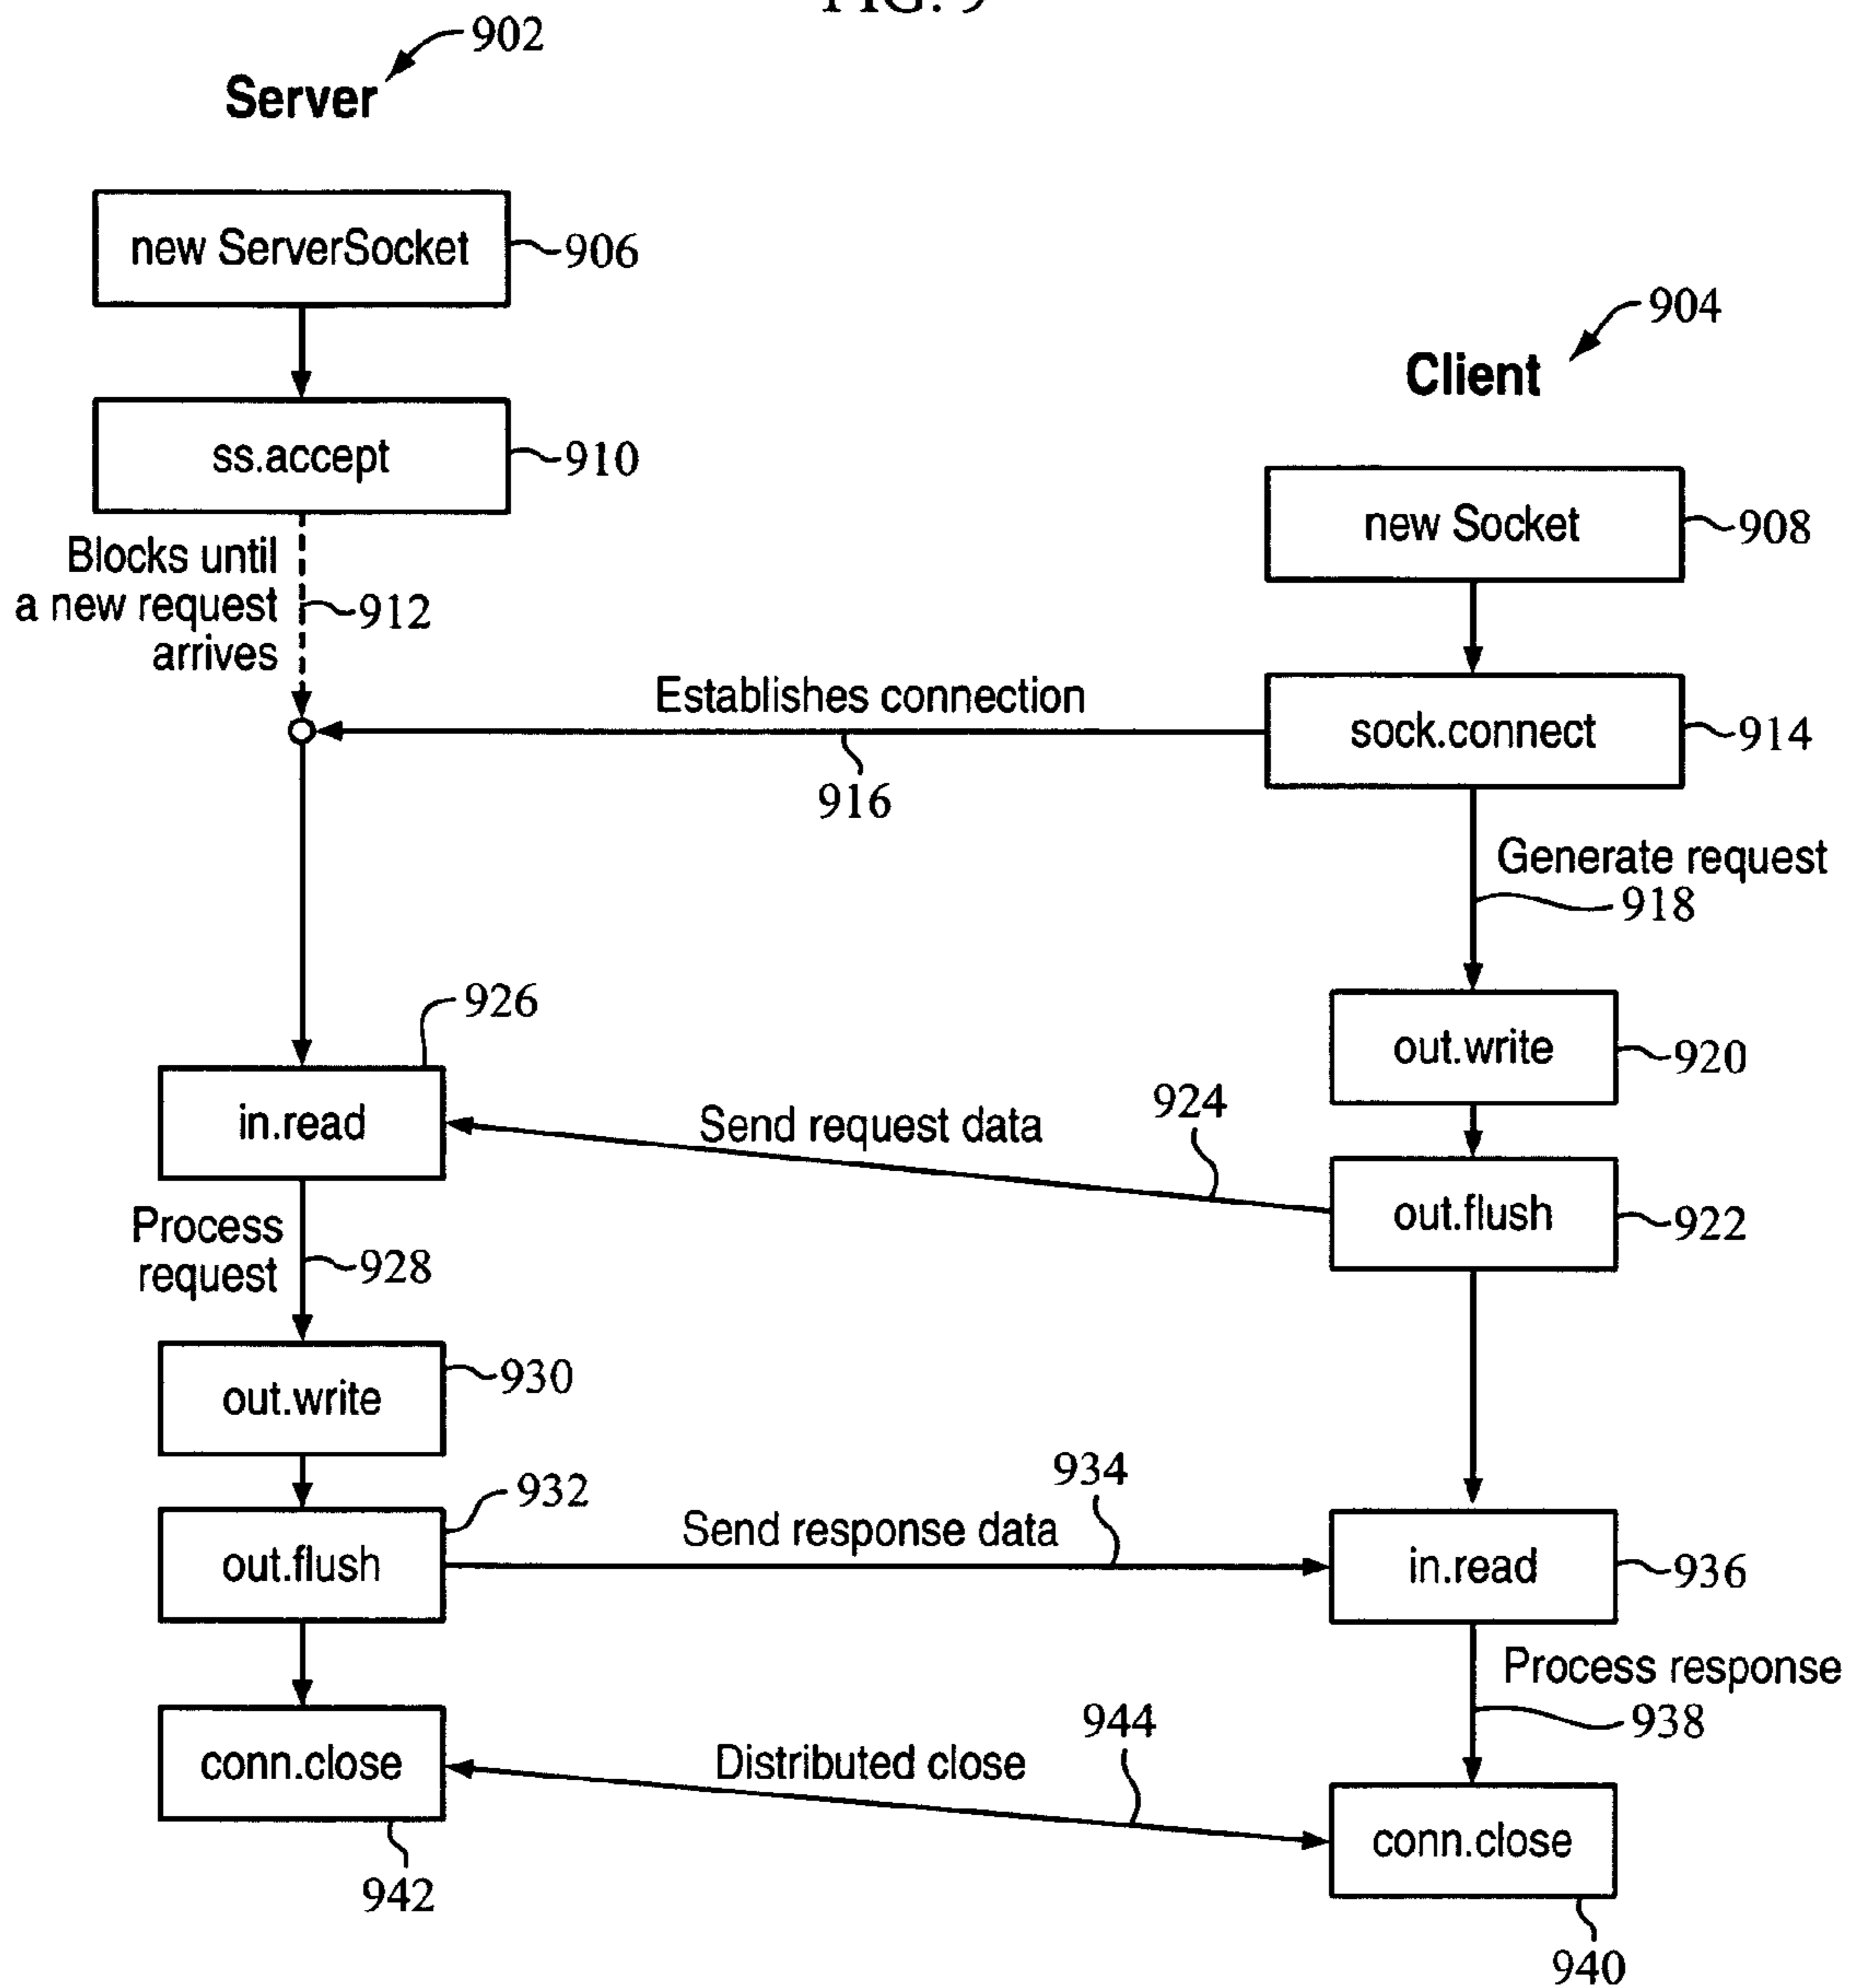 FIG. 9
902
Server
new ServerSocket
906
904
Client
ss.accept
910
new Socket
908
Blocks until
a new request
arrives
912
Establishes connection
916
sock.connect
914
Generate request
918
926
in.read
out.write
920
Send request data
924
out.flush
922
Process
request
928
out.write
930
932
out.flush
Send response data
934
in.read
936
Process response
938
conn.close
942
Distributed close
944
conn.close
940